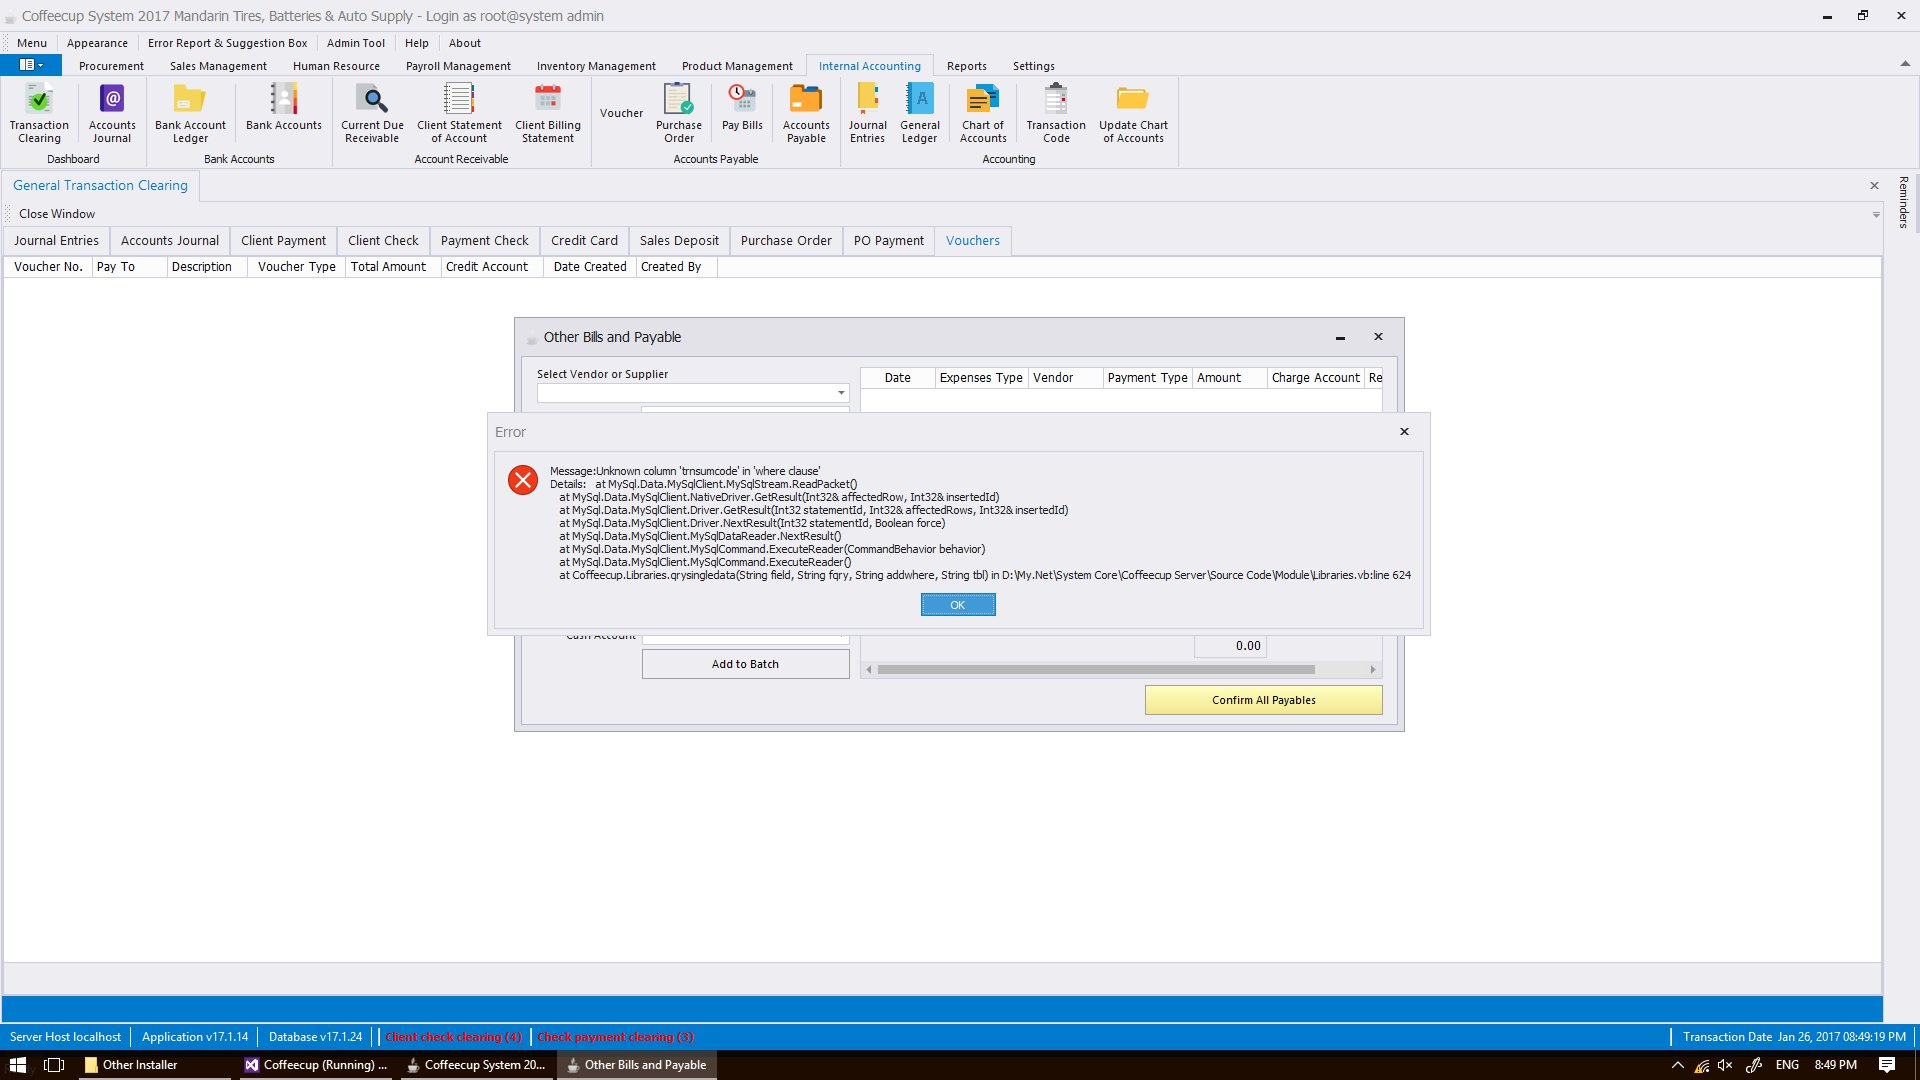 Coffeecup System 2017 Mandarin Tires, Batteries & Auto Supply - Login as root@system admin
Menu Appearance Error Report & Suggestion Box Admin Tool Help About
Procurement Sales Management Human Resource Payroll Management Inventory Management Product Management Internal Accounting Reports Settings
Transaction Clearing
Accounts Journal
Dashboard
Bank Account Ledger
Bank Accounts
Bank Accounts
Current Due Receivable
Client Statement of Account
Client Billing Statement
Account Receivable
Voucher
Purchase Order
Pay Bills
Accounts Payable
Accounts Payable
Journal Entries
General Ledger
Chart of Accounts
Transaction Code
Update Chart of Accounts
Accounting
General Transaction Clearing
Reminders
Close Window
Journal Entries Accounts Journal Client Payment Client Check Payment Check Credit Card Sales Deposit Purchase Order PO Payment Vouchers
Voucher No. Pay To Description Voucher Type Total Amount Credit Account Date Created Created By
Other Bills and Payable
Select Vendor or Supplier
Date Expenses Type Vendor Payment Type Amount Charge Account Re
Error
Message:Unknown column 'trnsumcode' in 'where clause'
Details: at MySql.Data.MySqlClient.MySqlStream.ReadPacket()
at MySql.Data.MySqlClient.NativeDriver.GetResult(Int32& affectedRow, Int32& insertedId)
at MySql.Data.MySqlClient.Driver.GetResult(Int32 statementId, Int32& affectedRows, Int32& insertedId)
at MySql.Data.MySqlClient.Driver.NextResult(Int32 statementId, Boolean force)
at MySql.Data.MySqlClient.MySqlDataReader.NextResult()
at MySql.Data.MySqlClient.MySqlCommand.ExecuteReader(CommandBehavior behavior)
at MySql.Data.MySqlClient.MySqlCommand.ExecuteReader()
at Coffeecup.Libraries.qrysingledata(String field, String fqry, String addwhere, String tbl) in D:\My.Net\System Core\Coffeecup Server\Source Code\Module\Libraries.vb:line 624
OK
Cash Account
0.00
Add to Batch
Confirm All Payables
Server Host localhost Application v17.1.14 Database v17.1.24 Client check clearing (4) Check payment clearing (3) Transaction Date Jan 26, 2017 08:49:19 PM
Other Installer Coffeecup (Running) ... Coffeecup System 20... Other Bills and Payable ENG 8:49 PM